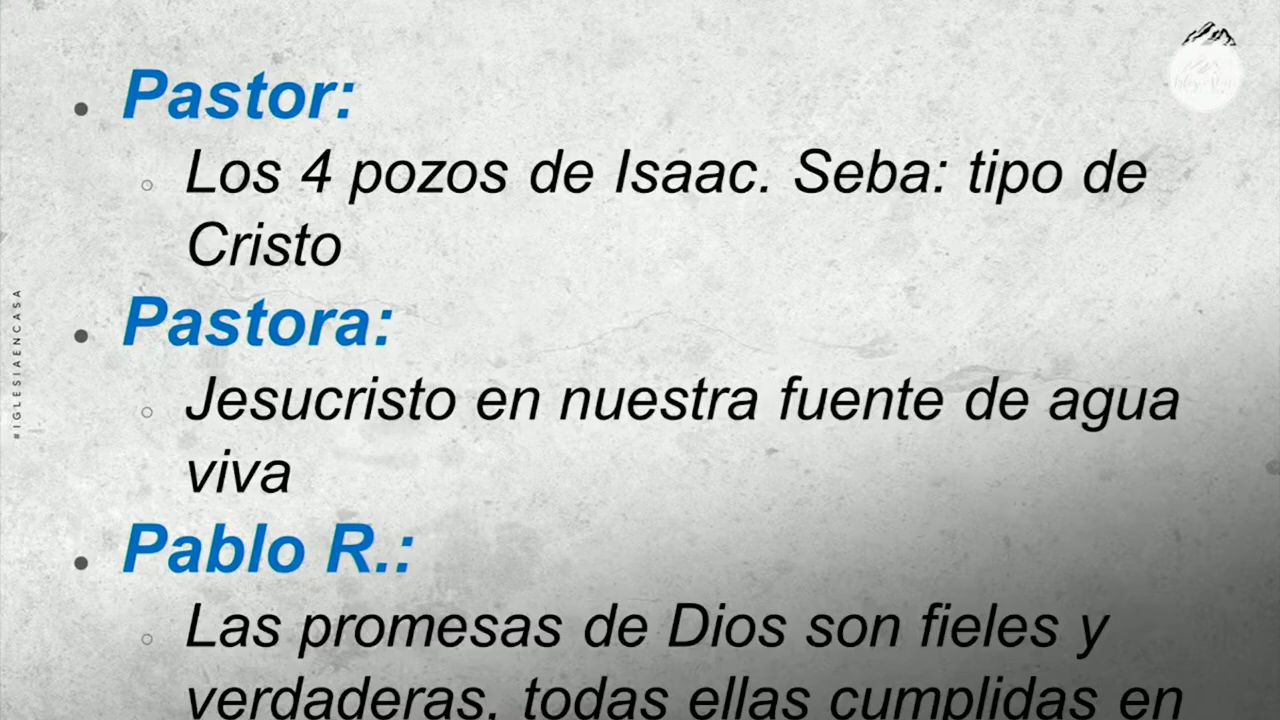 Pastor:
Los 4 pozos de Isaac. Seba: tipo de
Cristo
Pastora:
Jesucristo en nuestra fuente de agua
viva
Pablo R.:
Las promesas de Dios son fieles y
verdaderas, todas ellas cumplidas en
#IGLESIAENCASA